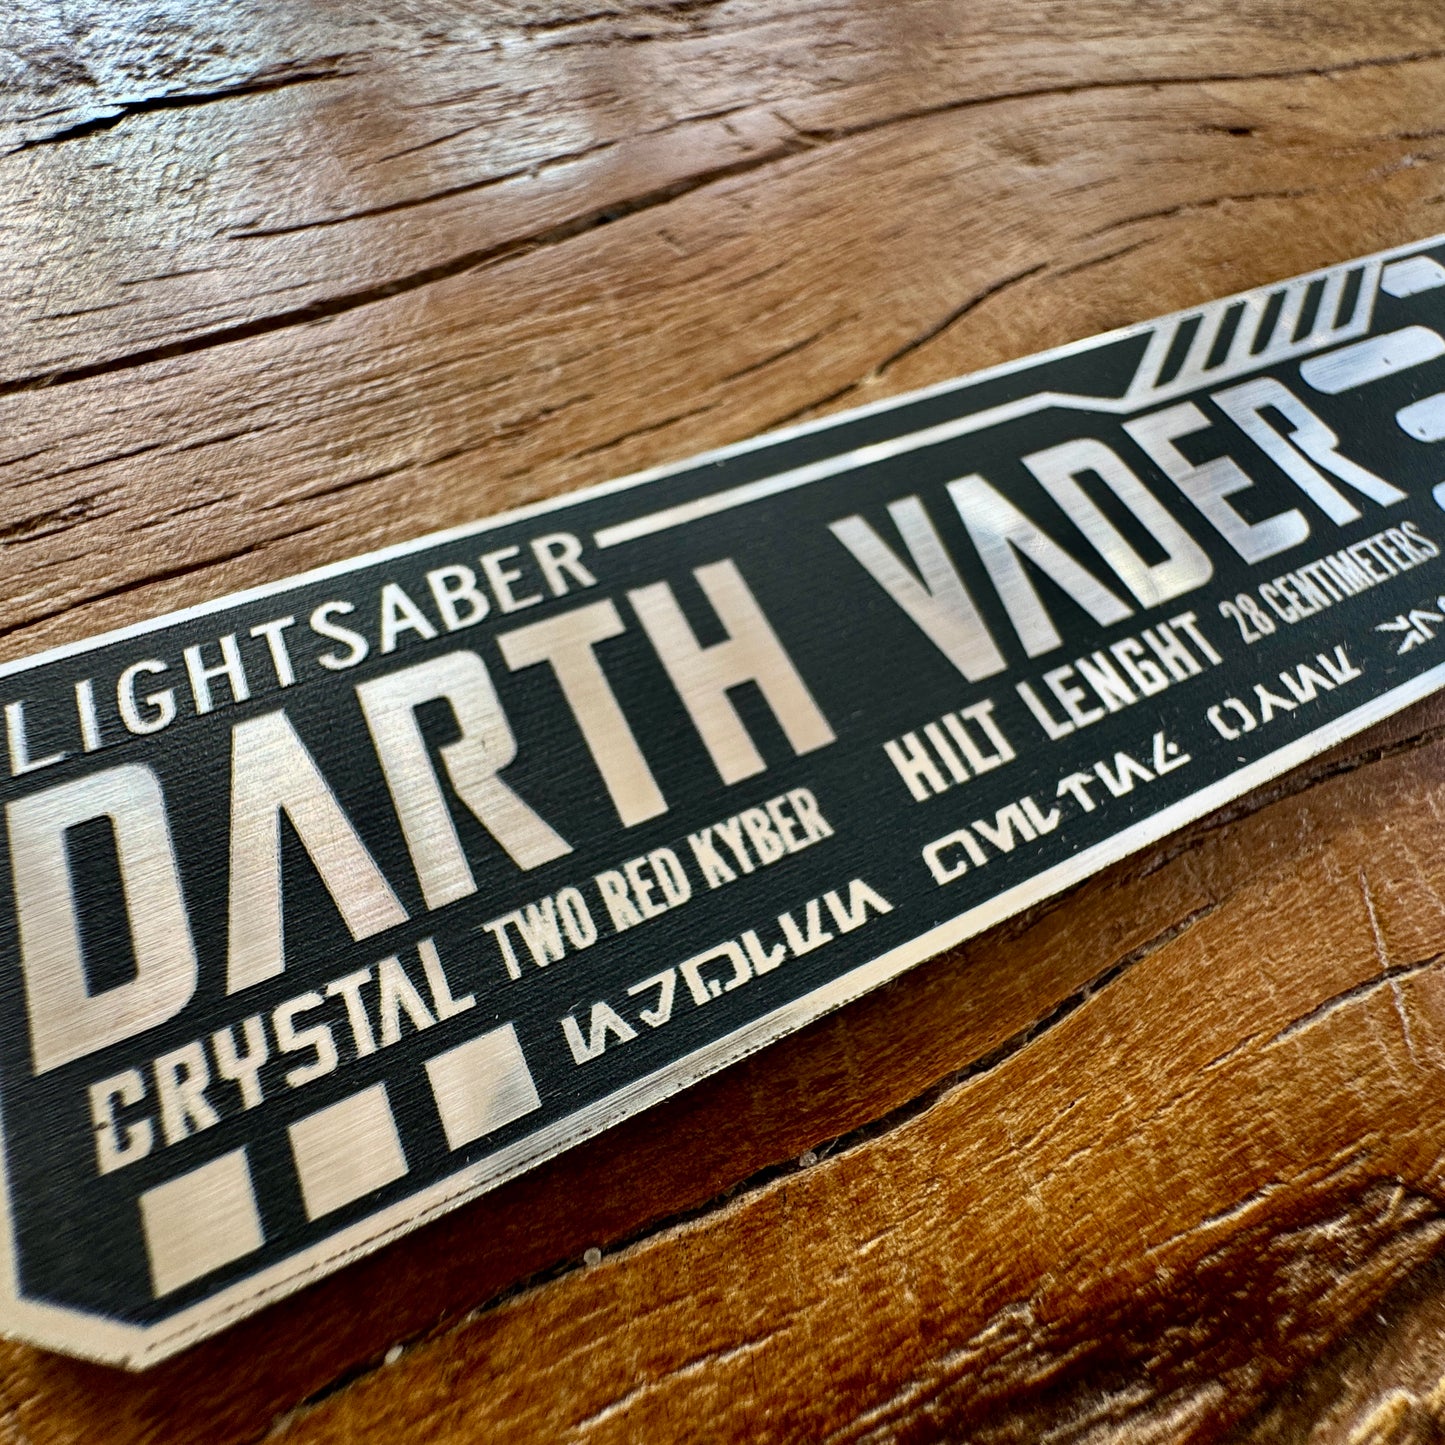 LIGHTSABER
DARTH VADER
CRYSTAL TWO RED KYBER HILT LENGHT 28 CENTIMETERS